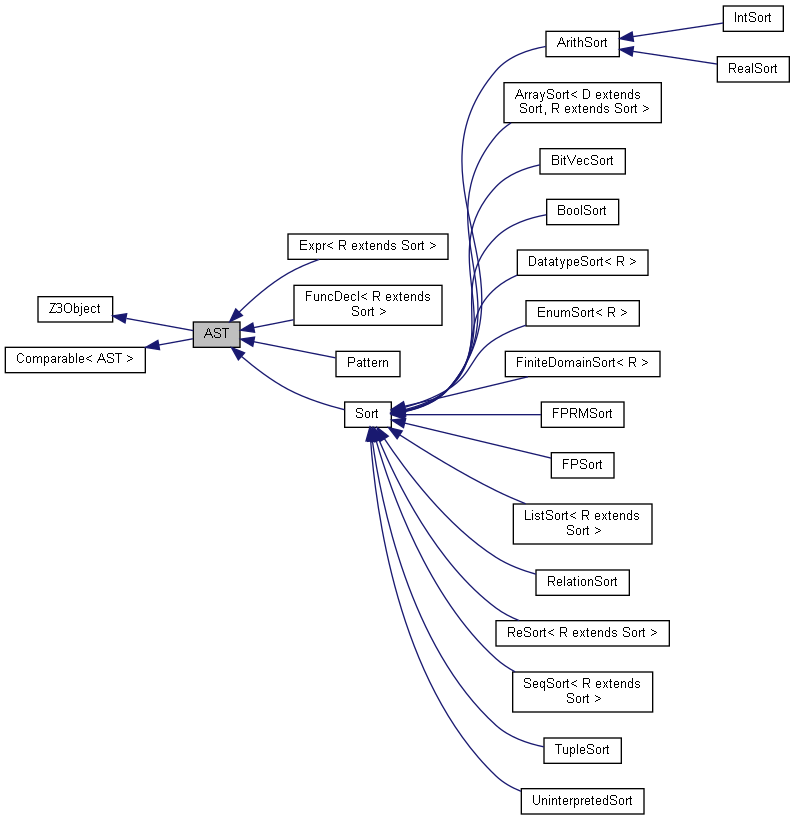 Z3Object
Comparable< AST >
AST
Expr< R extends Sort >
FuncDecl< R extends
Sort >
Pattern
Sort
ArithSort
IntSort
RealSort
ArraySort< D extends
Sort, R extends Sort >
BitVecSort
BoolSort
DatatypeSort< R >
EnumSort< R >
FiniteDomainSort< R >
FPRMSort
FPSort
ListSort< R extends
Sort >
RelationSort
ReSort< R extends Sort >
SeqSort< R extends
Sort >
TupleSort
UninterpretedSort